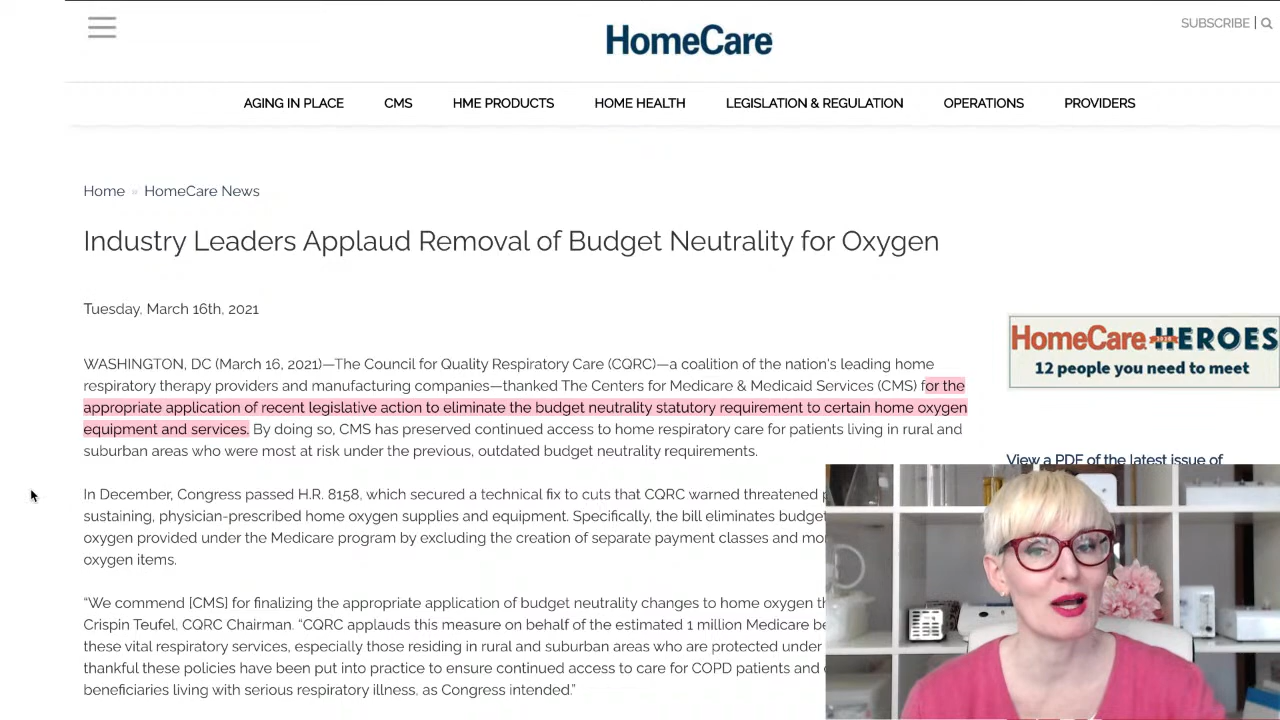 HomeCare
SUBSCRIBE |
AGING IN PLACE CMS HME PRODUCTS HOME HEALTH LEGISLATION & REGULATION OPERATIONS PROVIDERS
Home » HomeCare News
Industry Leaders Applaud Removal of Budget Neutrality for Oxygen
Tuesday, March 16th, 2021
WASHINGTON, DC (March 16, 2021)—The Council for Quality Respiratory Care (CQRC)—a coalition of the nation's leading home
respiratory therapy providers and manufacturing companies—thanked The Centers for Medicare & Medicaid Services (CMS) for the
appropriate application of recent legislative action to eliminate the budget neutrality statutory requirement to certain home oxygen
equipment and services. By doing so, CMS has preserved continued access to home respiratory care for patients living in rural and
suburban areas who were most at risk under the previous, outdated budget neutrality requirements.
In December, Congress passed H.R. 8158, which secured a technical fix to cuts that CQRC warned threatened
sustaining, physician-prescribed home oxygen supplies and equipment. Specifically, the bill eliminates budget
oxygen provided under the Medicare program by excluding the creation of separate payment classes and
oxygen items.
“We commend [CMS] for finalizing the appropriate application of budget neutrality changes to home oxygen
Crispin Teufel, CQRC Chairman. “CQRC applauds this measure on behalf of the estimated 1 million Medicare
these vital respiratory services, especially those residing in rural and suburban areas who are protected under
thankful these policies have been put into practice to ensure continued access to care for COPD patients and
beneficiaries living with serious respiratory illness, as Congress intended.”
HomeCare HEROES
12 people you need to meet
View a PDF of the latest issue of